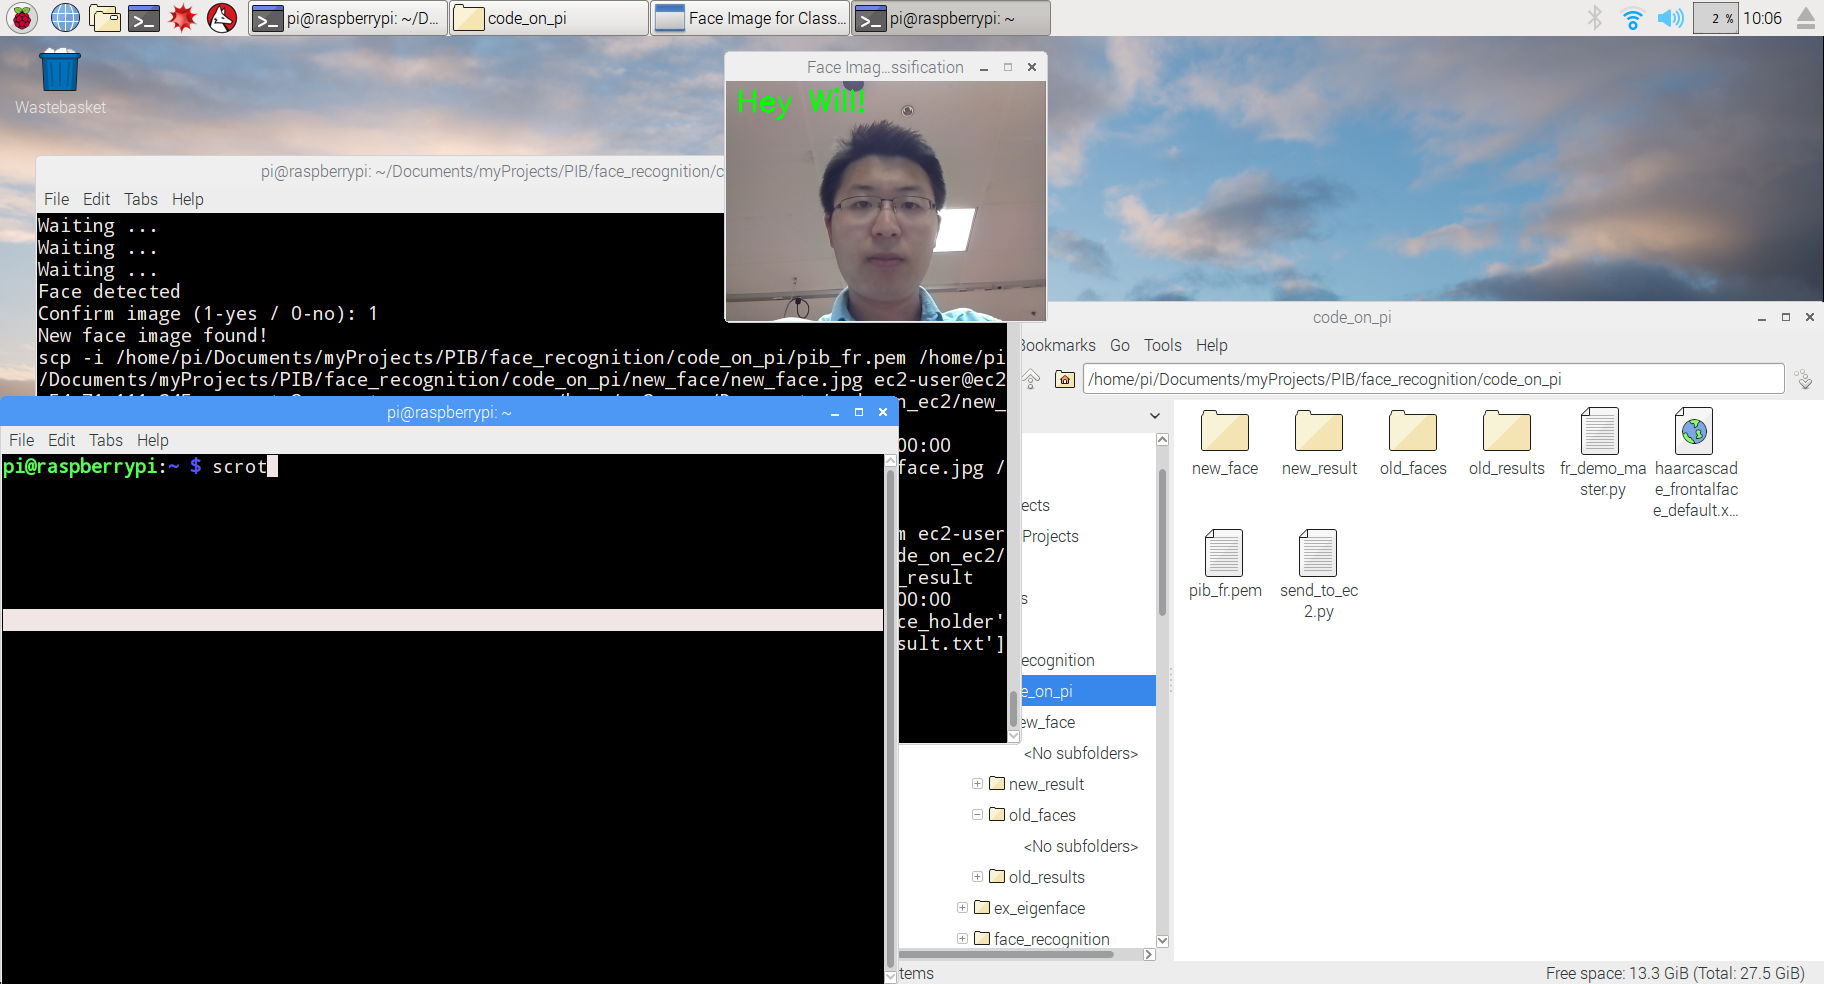 pi@raspberrypi: ~/D...
code_on_pi
Face Image for Class...
pi@raspberrypi: ~
2 %
10:06
Wastebasket
Face Imag...ssification
Hey Will!
pi@raspberrypi: ~/Documents/myProjects/PIB/face_recognition/c
File Edit Tabs Help
Waiting ...
Waiting ...
Waiting ...
Face detected
Confirm image (1-yes / 0-no): 1
New face image found!
scp -i /home/pi/Documents/myProjects/PIB/face_recognition/code_on_pi/pib_fr.pem /home/pi
/Documents/myProjects/PIB/face_recognition/code_on_pi/new_face/new_face.jpg ec2-user@ec2
n_ec2/new_
00:00
face.jpg /
m ec2-user
de_on_ec2/
_result
00:00
ce_holder'
sult.txt']
pi@raspberrypi: ~
File Edit Tabs Help
pi@raspberrypi:~ $ scrot
code_on_pi
Bookmarks Go Tools Help
/home/pi/Documents/myProjects/PIB/face_recognition/code_on_pi
ects
Projects
s
ecognition
e_on_pi
ew_face
<No subfolders>
new_result
old_faces
<No subfolders>
old_results
ex_eigenface
face_recognition
new_face
new_result
old_faces
old_results
fr_demo_ma
ster.py
haarcascad
e_frontalfac
e_default.x...
pib_fr.pem
send_to_ec
2.py
tems
Free space: 13.3 GiB (Total: 27.5 GiB)